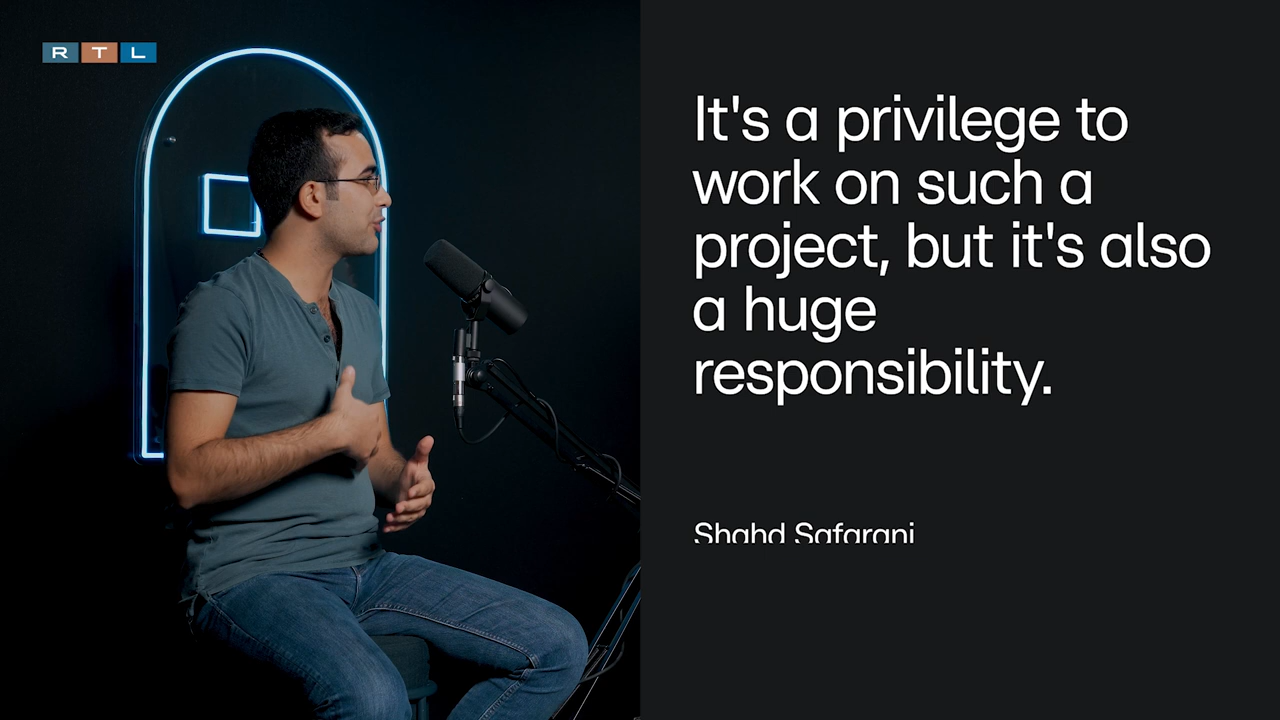 RTL
It's a privilege to
work on such a
project, but it's also
a huge
responsibility.
Shahd Safarani